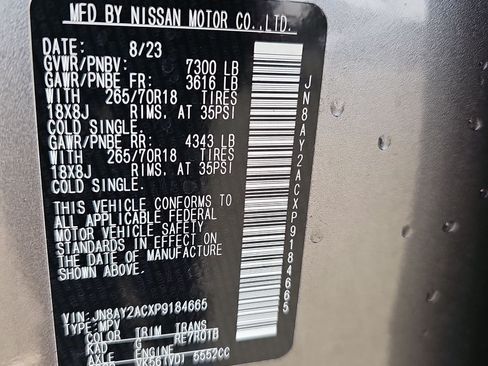 MFD BY NISSAN MOTOR CO.,LTD.
DATE: 8/23
GVWR/PNBV: 7300 LB
GAWR/PNBE FR: 3616 LB
WITH 265/70R18 TIRES
18X8J RIMS. AT 35PSI
COLD SINGLE.
GAWR/PNBE RR: 4343 LB
WITH 265/70R18 TIRES
18X8J RIMS. AT 35PSI
COLD SINGLE.
THIS VEHICLE CONFORMS TO
ALL APPLICABLE FEDERAL
MOTOR VEHICLE SAFETY
STANDARDS IN EFFECT ON
THE DATE OF MANUFACTURE
SHOWN ABOVE.
VIN: JN8AY2ACXP9184665
TYPE: MPV
COLOR TRIM TRANS
KAD G RE7R0TB
AXLE ENGINE
VK56(VD) 5552CC
JN8AY2ACXP9184665